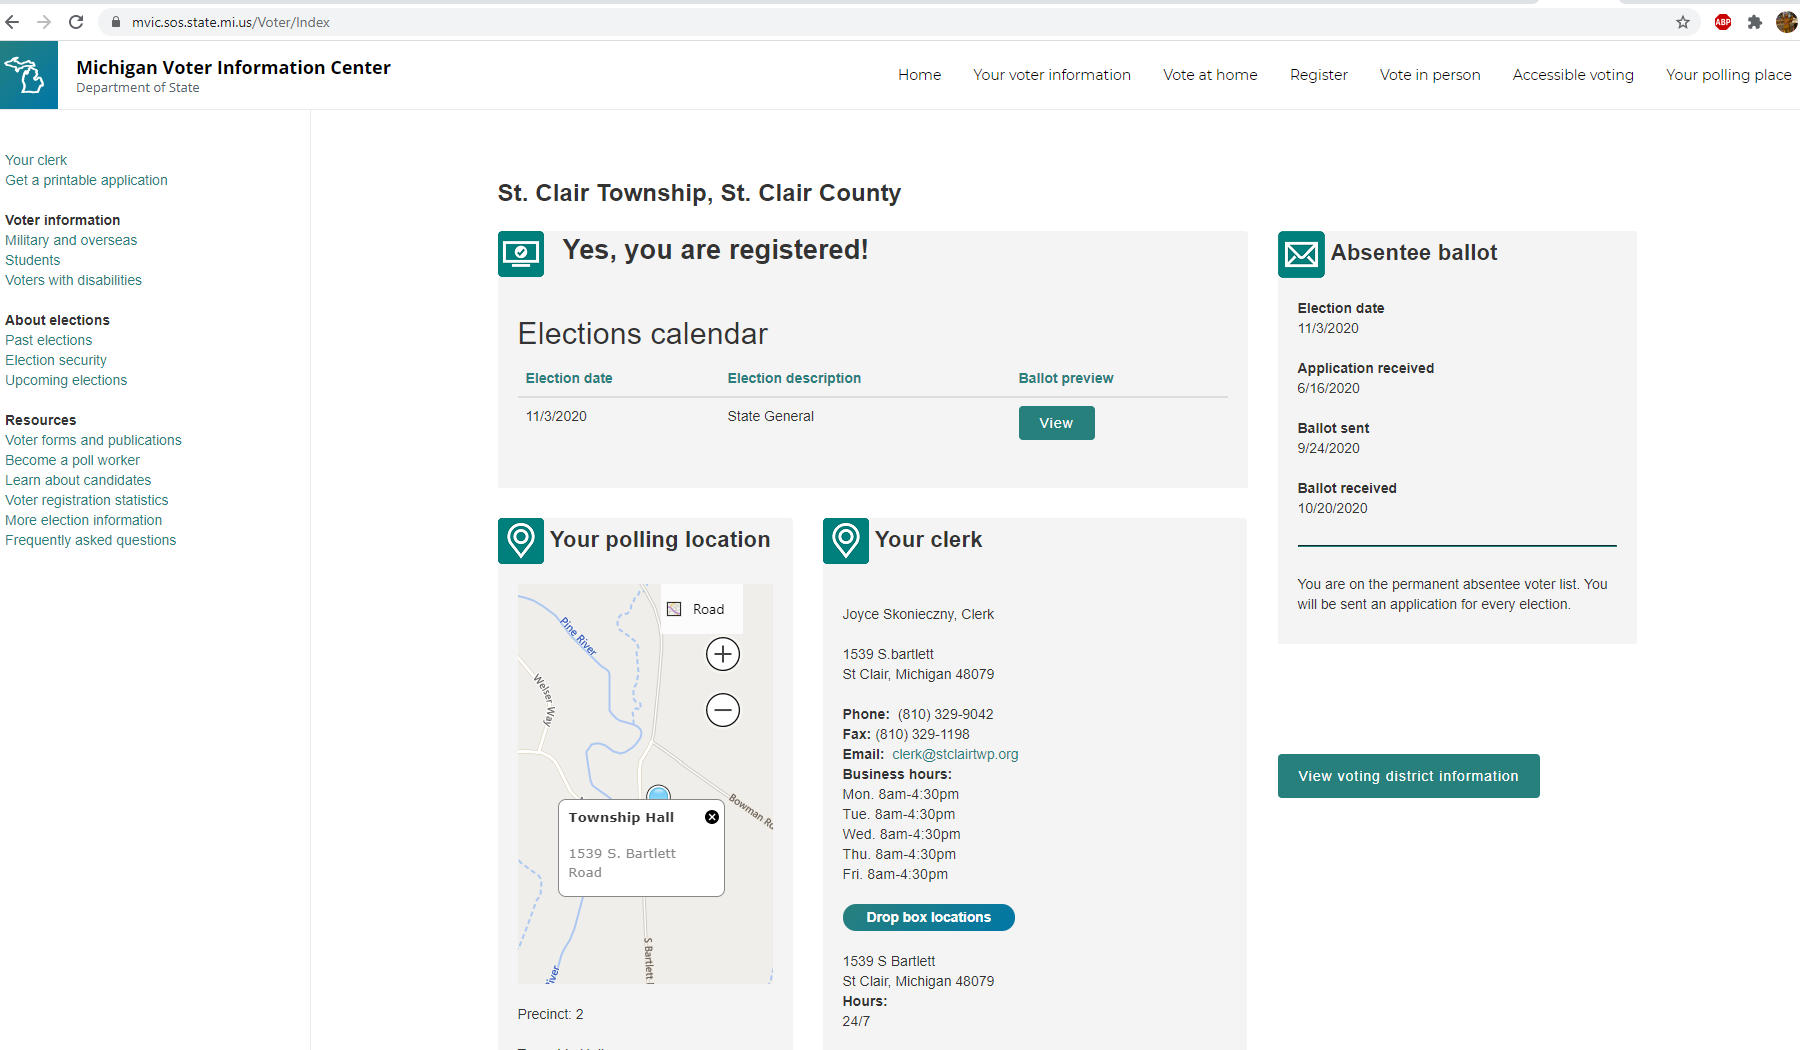 mvic.sos.state.mi.us/Voter/Index
ABP
Michigan Voter Information Center
Department of State
Home
Your voter information
Vote at home
Register
Vote in person
Accessible voting
Your polling place
Your clerk
Get a printable application
Voter information
Military and overseas
Students
Voters with disabilities
About elections
Past elections
Election security
Upcoming elections
Resources
Voter forms and publications
Become a poll worker
Learn about candidates
Voter registration statistics
More election information
Frequently asked questions
St. Clair Township, St. Clair County
Yes, you are registered!
Elections calendar
Election date Election description Ballot preview
11/3/2020 State General View
Your polling location
Road
Pine River
Welser Way
Bowman
Township Hall
1539 S. Bartlett
Road
S Bartlett
Precinct: 2
Your clerk
Joyce Skonieczny, Clerk
1539 S.bartlett
St Clair, Michigan 48079
Phone: (810) 329-9042
Fax: (810) 329-1198
Email: clerk@stclairtwp.org
Business hours:
Mon. 8am-4:30pm
Tue. 8am-4:30pm
Wed. 8am-4:30pm
Thu. 8am-4:30pm
Fri. 8am-4:30pm
Drop box locations
1539 S Bartlett
St Clair, Michigan 48079
Hours:
24/7
Absentee ballot
Election date
11/3/2020
Application received
6/16/2020
Ballot sent
9/24/2020
Ballot received
10/20/2020
You are on the permanent absentee voter list. You
will be sent an application for every election.
View voting district information